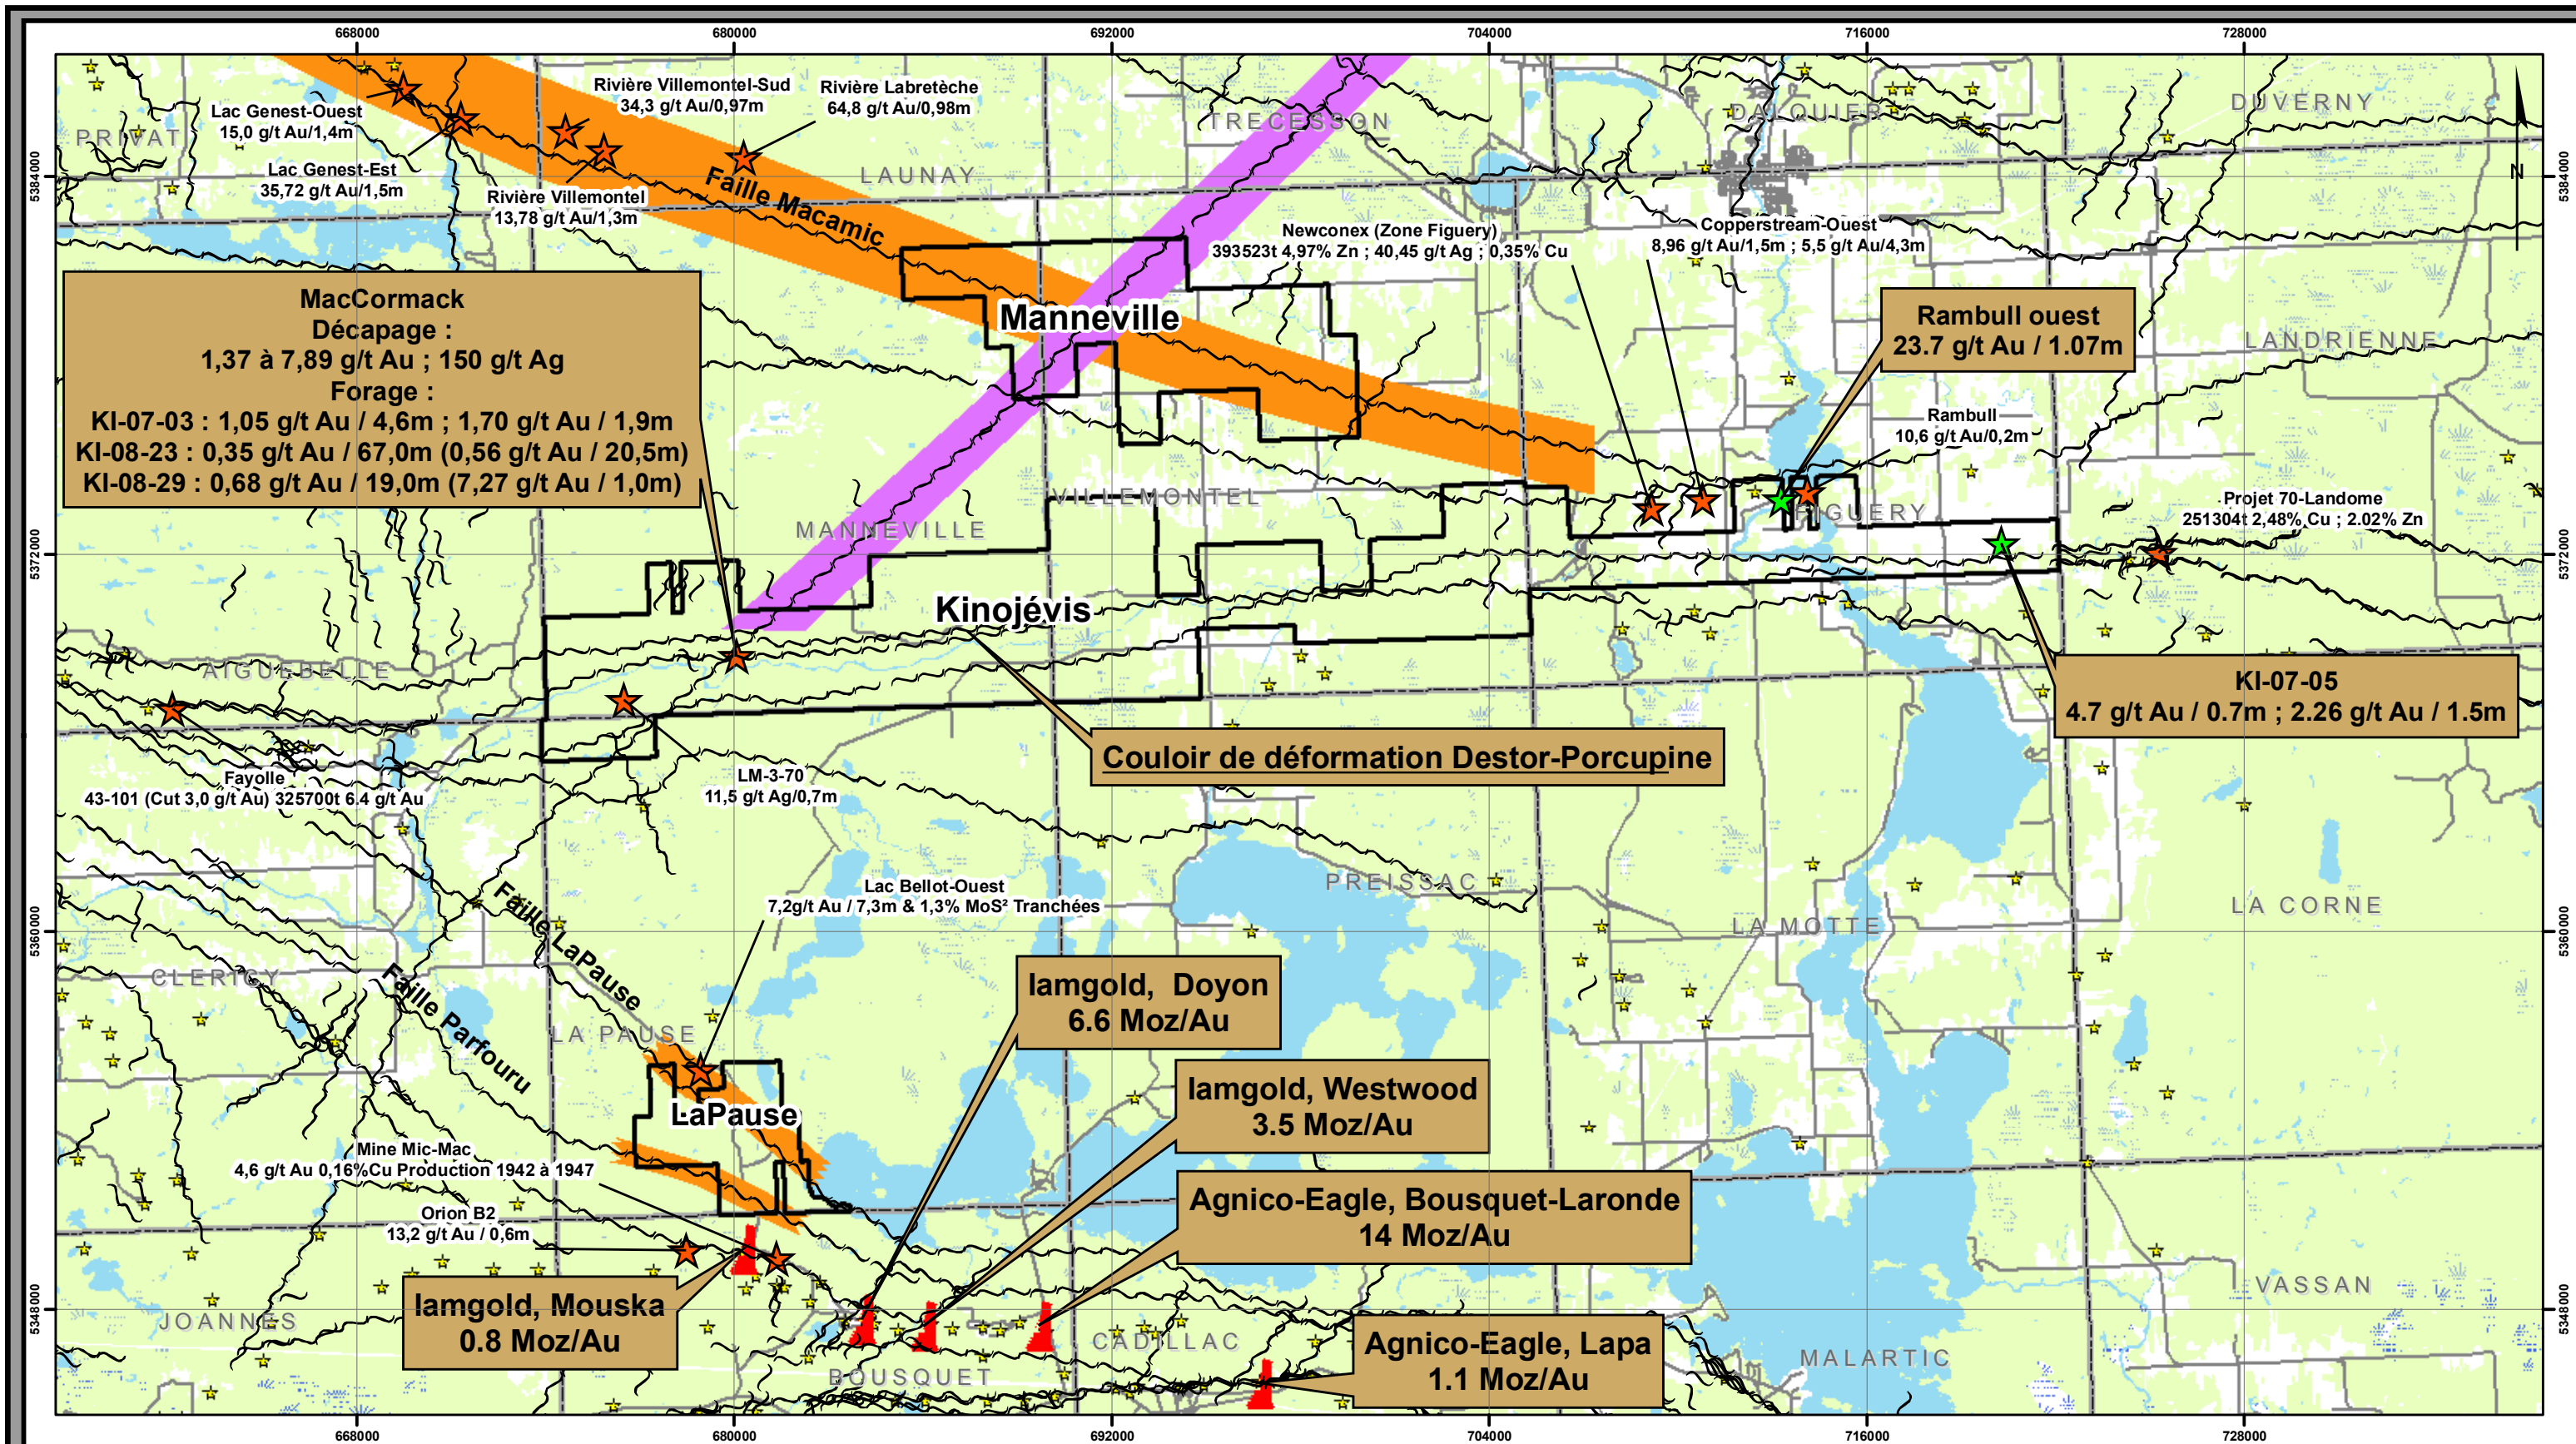 668000
680000
692000
704000
716000
728000
5384000
5372000
5360000
5348000
5384000
5372000
5360000
5348000
N
PRIVAT
Lac Genest-Ouest
15,0 g/t Au/1,4m
Lac Genest-Est
35,72 g/t Au/1,5m
Rivière Villemontel-Sud
34,3 g/t Au/0,97m
Rivière Labretèche
64,8 g/t Au/0,98m
Rivière Villemontel
13,78 g/t Au/1,3m
Faille Macamic
LAUNAY
TRECESSON
DALQUIER
DUVERNY
Newconex (Zone Figuery)
393523t 4,97% Zn ; 40,45 g/t Ag ; 0,35% Cu
Copperstream-Ouest
8,96 g/t Au/1,5m ; 5,5 g/t Au/4,3m
MacCormack
Décapage :
1,37 à 7,89 g/t Au ; 150 g/t Ag
Forage :
KI-07-03 : 1,05 g/t Au / 4,6m ; 1,70 g/t Au / 1,9m
KI-08-23 : 0,35 g/t Au / 67,0m (0,56 g/t Au / 20,5m)
KI-08-29 : 0,68 g/t Au / 19,0m (7,27 g/t Au / 1,0m)
Manneville
Rambull ouest
23.7 g/t Au / 1.07m
LANDRIENNE
Rambull
10,6 g/t Au/0,2m
VILLEMONTEL
MANNEVILLE
FIGUERY
Projet 70-Landome
251304t 2,48% Cu ; 2.02% Zn
Kinojévis
AIGUEBELLE
KI-07-05
4.7 g/t Au / 0.7m ; 2.26 g/t Au / 1.5m
Couloir de déformation Destor-Porcupine
Fayolle
43-101 (Cut 3,0 g/t Au) 325700t 6.4 g/t Au
LM-3-70
11,5 g/t Ag/0,7m
Lac Bellot-Ouest
7,2g/t Au / 7,3m & 1,3% MoS² Tranchées
PREISSAC
LA MOTTE
LA CORNE
Faille LaPause
CLERICY
Faille Parfouru
LA PAUSE
Iamgold, Doyon
6.6 Moz/Au
LaPause
Iamgold, Westwood
3.5 Moz/Au
Mine Mic-Mac
4,6 g/t Au 0,16%Cu Production 1942 à 1947
Agnico-Eagle, Bousquet-Laronde
14 Moz/Au
Orion B2
13,2 g/t Au / 0,6m
Iamgold, Mouska
0.8 Moz/Au
JOANNES
VASSAN
CADILLAC
Agnico-Eagle, Lapa
1.1 Moz/Au
MALARTIC
BOUSQUET
668000
680000
692000
704000
716000
728000